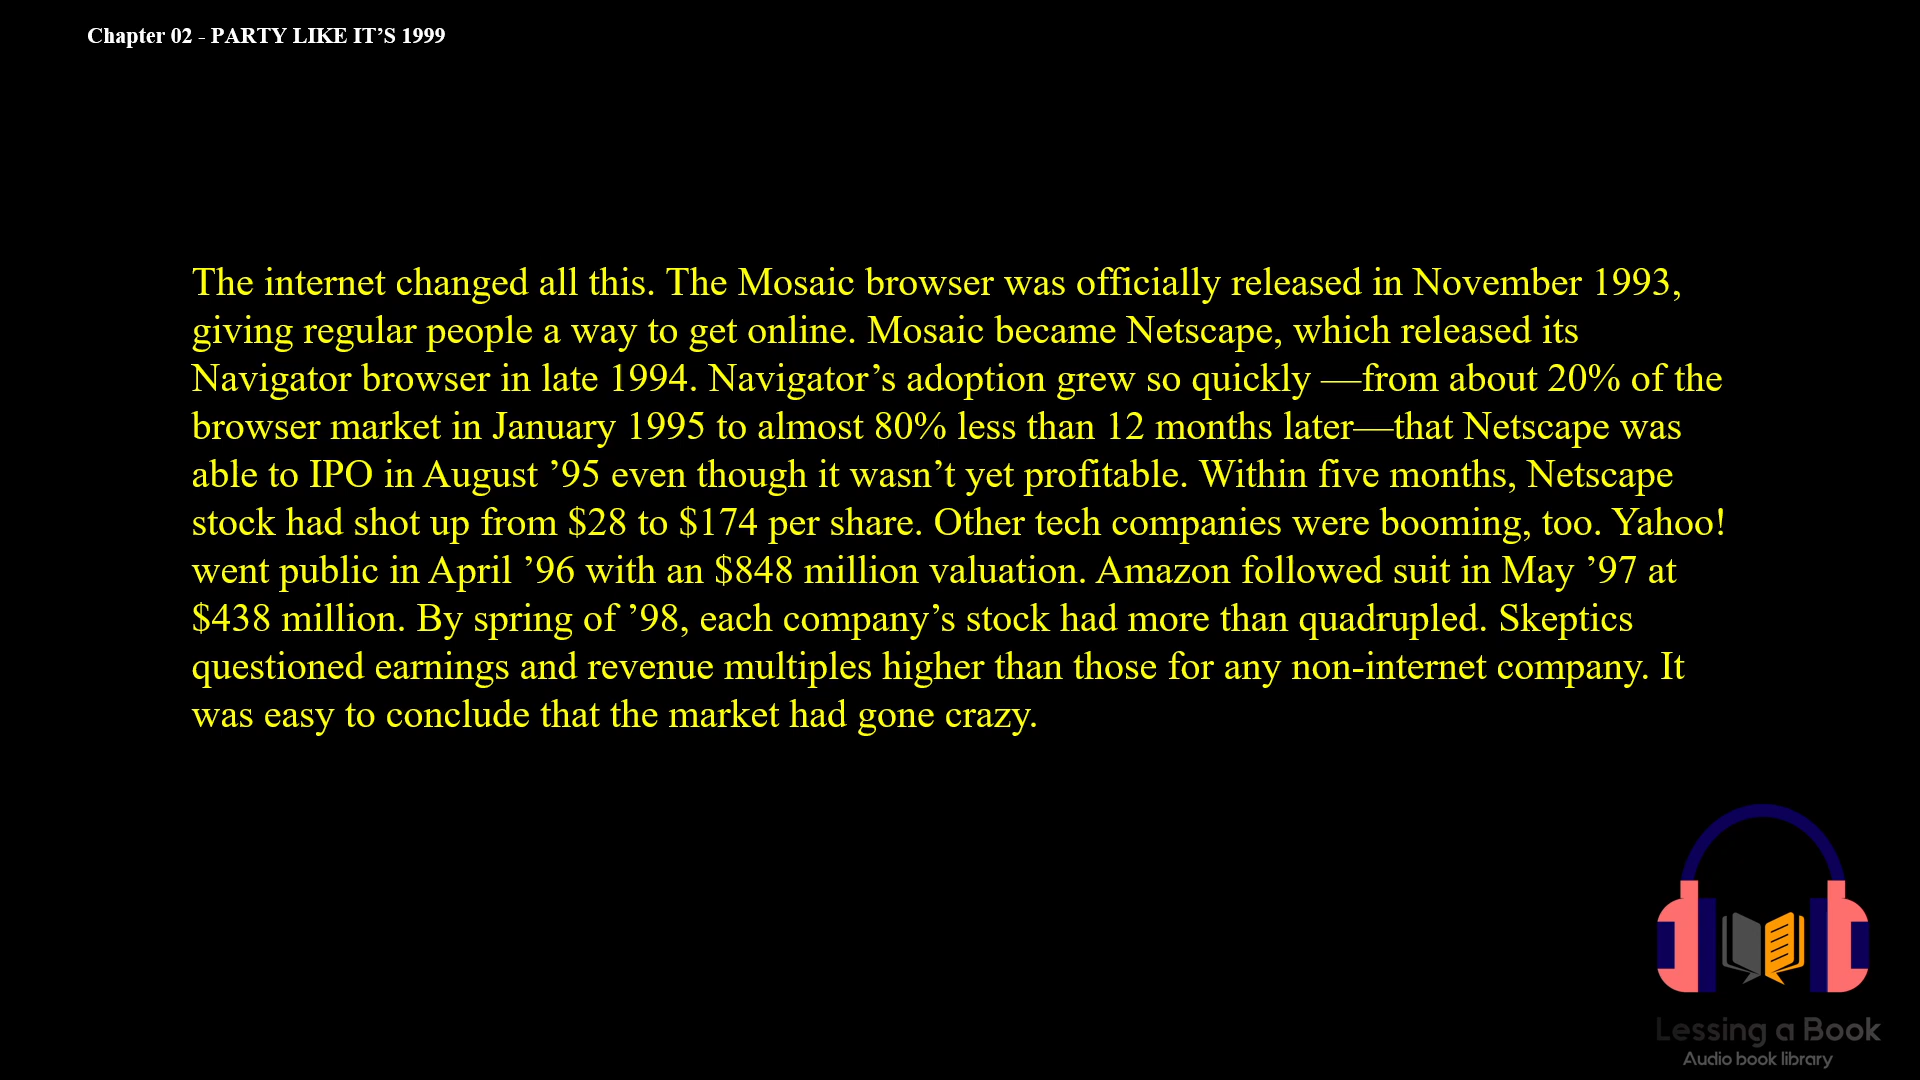 Chapter 02 - PARTY LIKE IT’S 1999
The internet changed all this. The Mosaic browser was officially released in November 1993,
giving regular people a way to get online. Mosaic became Netscape, which released its
Navigator browser in late 1994. Navigator’s adoption grew so quickly —from about 20% of the
browser market in January 1995 to almost 80% less than 12 months later—that Netscape was
able to IPO in August ’95 even though it wasn’t yet profitable. Within five months, Netscape
stock had shot up from $28 to $174 per share. Other tech companies were booming, too. Yahoo!
went public in April ’96 with an $848 million valuation. Amazon followed suit in May ’97 at
$438 million. By spring of ’98, each company’s stock had more than quadrupled. Skeptics
questioned earnings and revenue multiples higher than those for any non-internet company. It
was easy to conclude that the market had gone crazy.
Lessing a Book
Audio book library